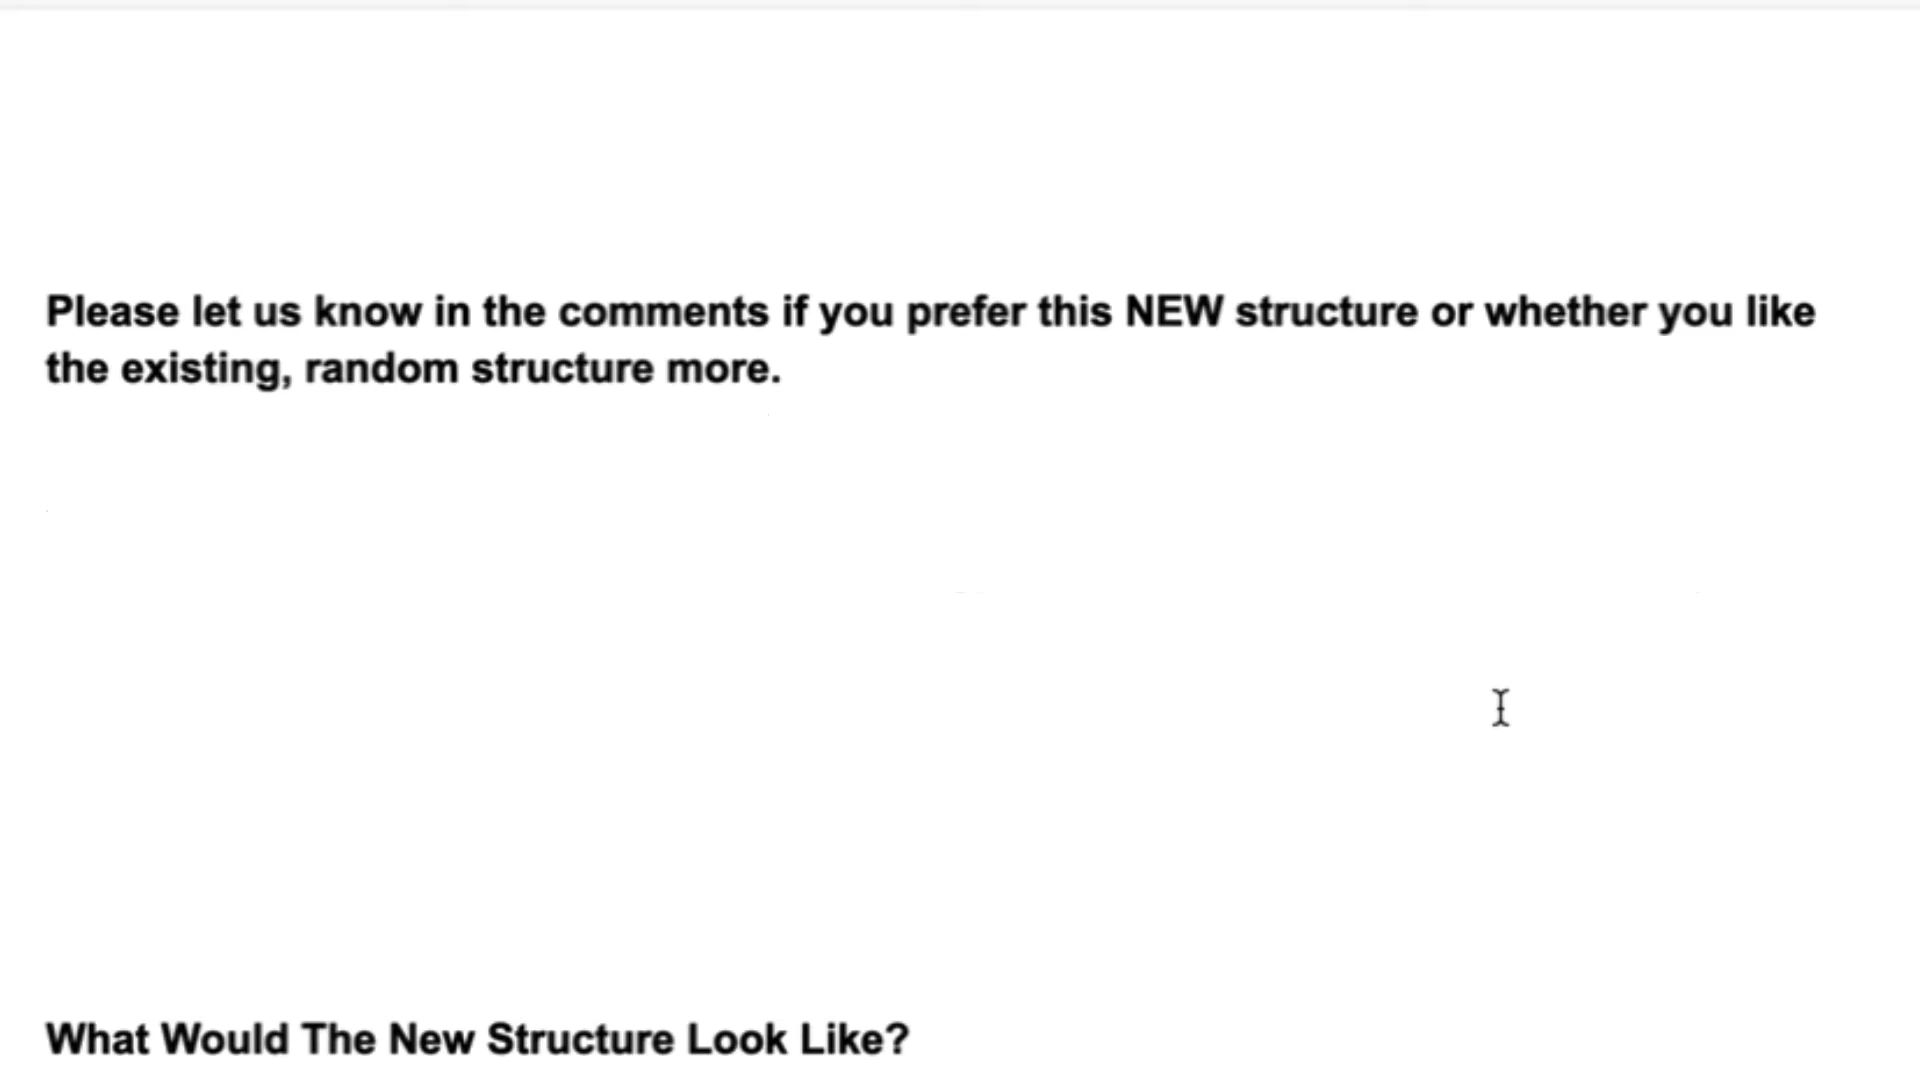 Please let us know in the comments if you prefer this NEW structure or whether you like
the existing, random structure more.
What Would The New Structure Look Like?